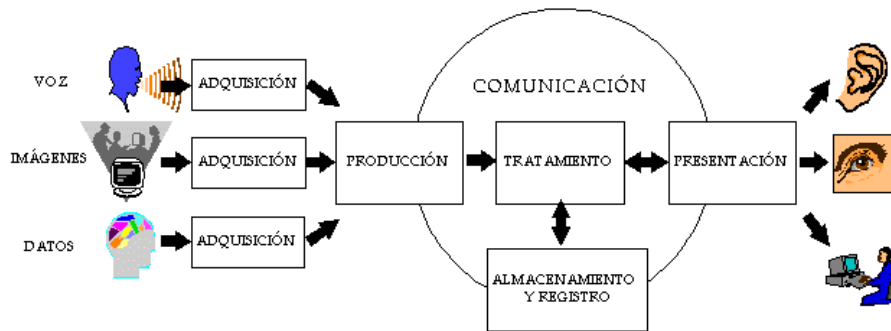 VOZ
ADQUISICIÓN
COMUNICACIÓN
IMÁGENES
ADQUISICIÓN
PRODUCCIÓN
TRATAMIENTO
PRESENTACIÓN
DATOS
ADQUISICIÓN
ALMACENAMIENTO
Y REGISTRO